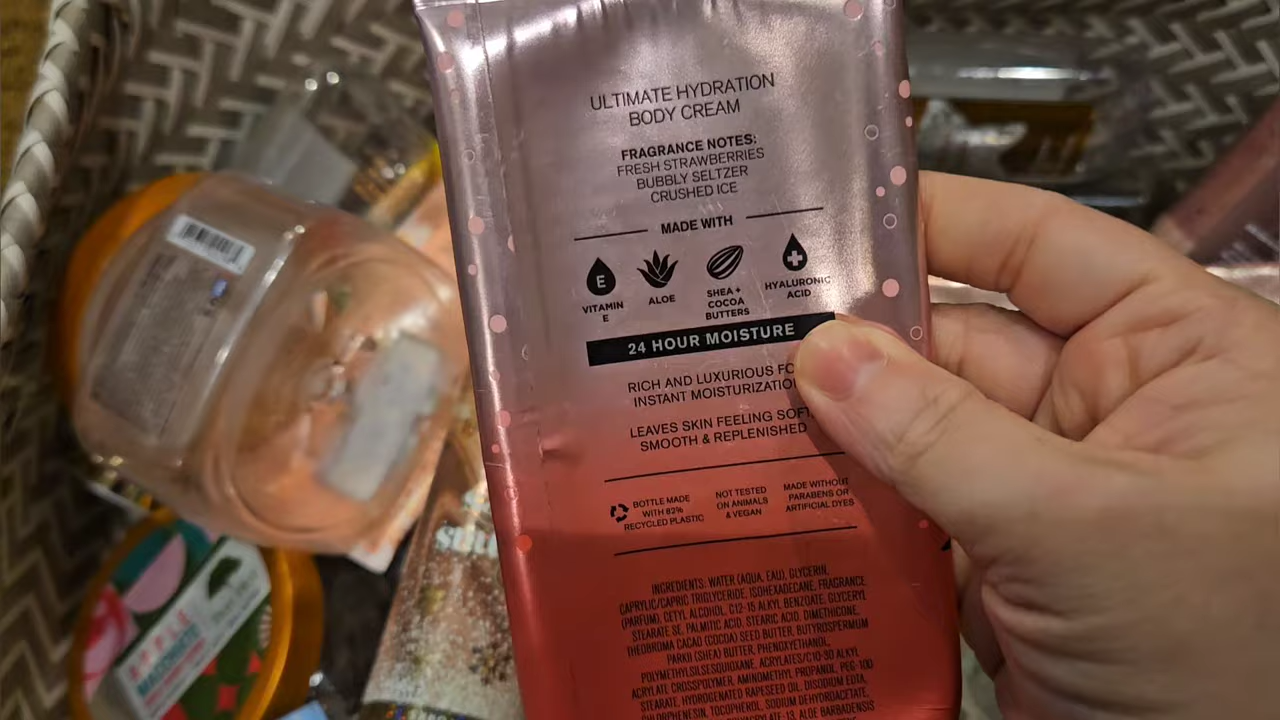 ULTIMATE HYDRATION
BODY CREAM
FRAGRANCE NOTES:
FRESH STRAWBERRIES
BUBBLY SELTZER
CRUSHED ICE
MADE WITH
E
VITAMIN
E
ALOE
SHEA +
COCOA
BUTTERS
HYALURONIC
ACID
24 HOUR MOISTURE
RICH AND LUXURIOUS
INSTANT
LEAVES SKIN FEELING SOFT
SMOOTH & REPLENISHED
BOTTLE MADE
WITH 82%
RECYCLED PLASTIC
NOT TESTED
ON ANIMALS
& VEGAN
MADE WITHOUT
PARABENS OR
ARTIFICIAL DYES
INGREDIENTS: WATER (AQUA, EAU), GLYCERIN,
CAPRYLIC/CAPRIC TRIGLYCERIDE, ISOHEXADECANE, FRAGRANCE
(PARFUM), CETYL ALCOHOL, C12-15 ALKYL BENZOATE, GLYCERYL
STEARATE SE, PALMITIC ACID, STEARIC ACID, DIMETHICONE,
THEOBROMA CACAO (COCOA) SEED BUTTER, BUTYROSPERMUM
PARKII (SHEA) BUTTER, PHENOXYETHANOL,
POLYMETHYLSILSESQUIOXANE, ACRYLATES/C10-30 ALKYL
ACRYLATE CROSSPOLYMER, AMINOMETHYL PROPANOL, PEG-100
STEARATE, HYDROGENATED RAPESEED OIL, DISODIUM EDTA,
CHLORPHENESIN, TOCOPHEROL, SODIUM DEHYDROACETATE,
ALOE BARBADENSIS